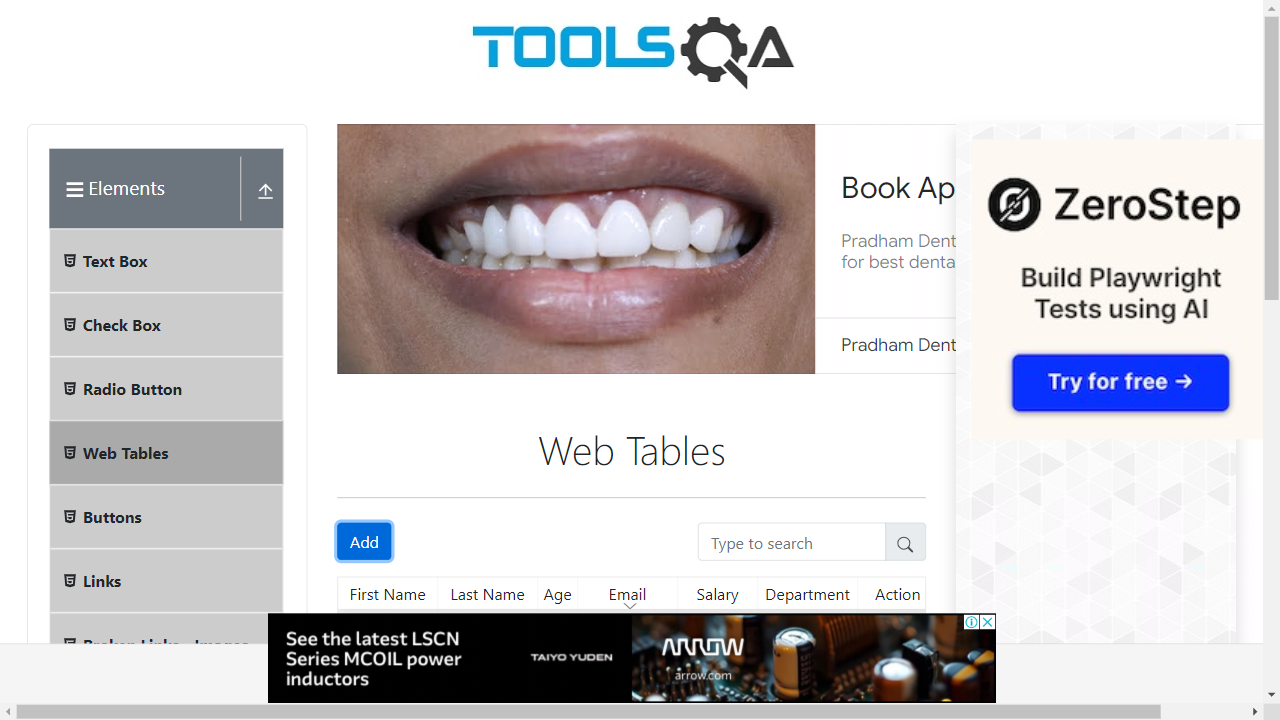 TOOLSQA
Elements
Text Box
Check Box
Radio Button
Web Tables
Buttons
Links
Broken Links - Images
Book Ap
Pradham Dent
for best denta
Pradham Dent
ZeroStep
Build Playwright
Tests using AI
Try for free →
Web Tables
Add
Type to search
First Name Last Name Age Email Salary Department Action
See the latest LSCN
Series MCOIL power
inductors
TAIYO YUDEN
ARROW
arrow.com